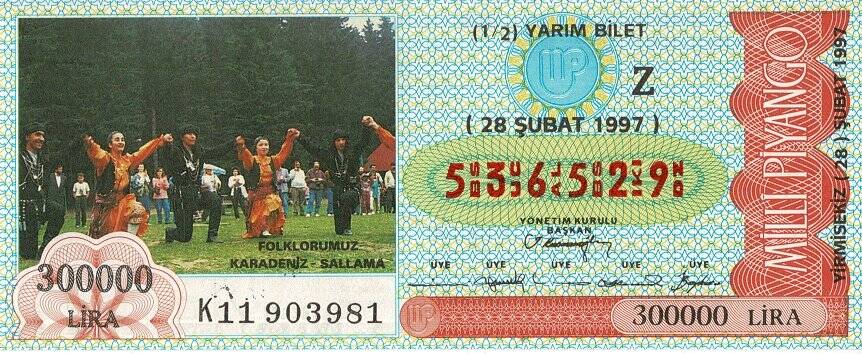 FOLKLORUMUZ
KARADENİZ - SALLAMA
300000
LİRA
K11 903981
(1/2) YARIM BİLET
Z
( 28 ŞUBAT 1997 )
5 3 6 5 2 9
YÖNETİM KURULU
BAŞKAN
ÜYE ÜYE ÜYE ÜYE
300000 LİRA
MİLLİ PİYANGO
YİRMİSEKİZ ( 28 ) ŞUBAT 1997